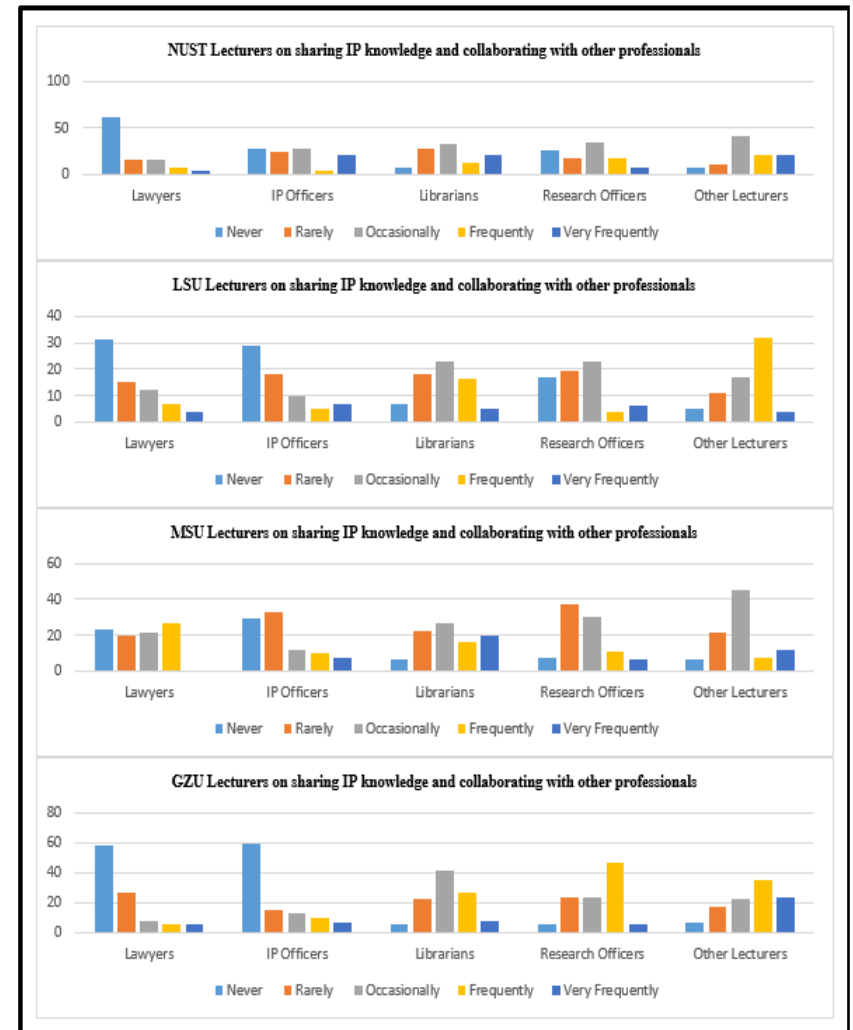 NUST Lecturers on sharing IP knowledge and collaborating with other professionals
100
50
0
Lawyers IP Officers Librarians Research Officers Other Lecturers
Never Rarely Occasionally Frequently Very Frequently
LSU Lecturers on sharing IP knowledge and collaborating with other professionals
40
30
20
10
0
Lawyers IP Officers Librarians Research Officers Other Lecturers
Never Rarely Occasionally Frequently Very Frequently
MSU Lecturers on sharing IP knowledge and collaborating with other professionals
60
40
20
0
Lawyers IP Officers Librarians Research Officers Other Lecturers
Never Rarely Occasionally Frequently Very Frequently
GZU Lecturers on sharing IP knowledge and collaborating with other professionals
80
60
40
20
0
Lawyers IP Officers Librarians Research Officers Other Lecturers
Never Rarely Occasionally Frequently Very Frequently